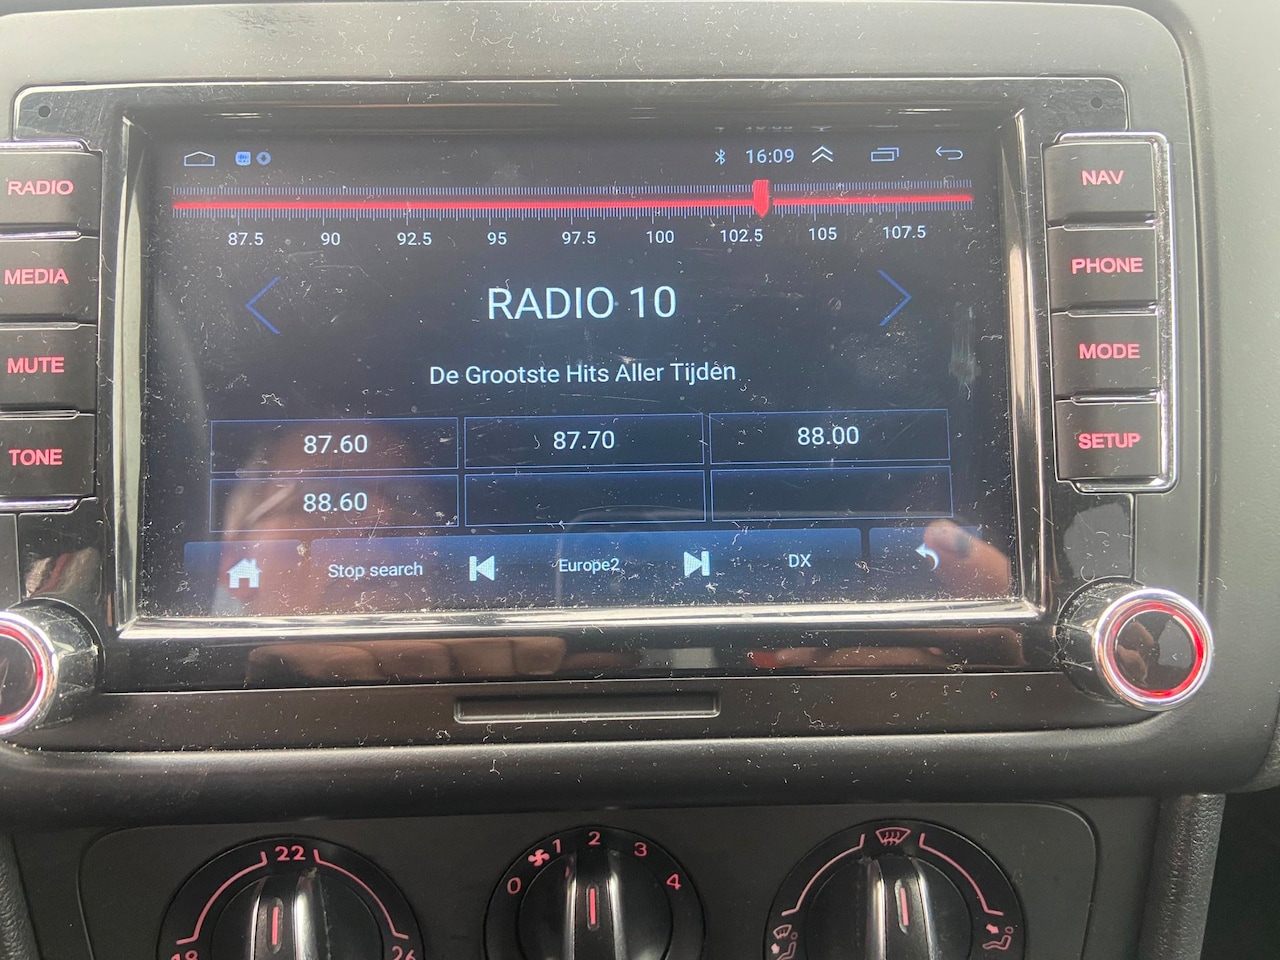 16:09
RADIO
NAV
87.5 90 92.5 95 97.5 100 102.5 105 107.5
MEDIA
PHONE
RADIO 10
MUTE
MODE
De Grootste Hits Aller Tijden
TONE
SETUP
87.60 87.70 88.00
88.60
Stop search Europe2 DX
22
18 26
0 1 2 3 4